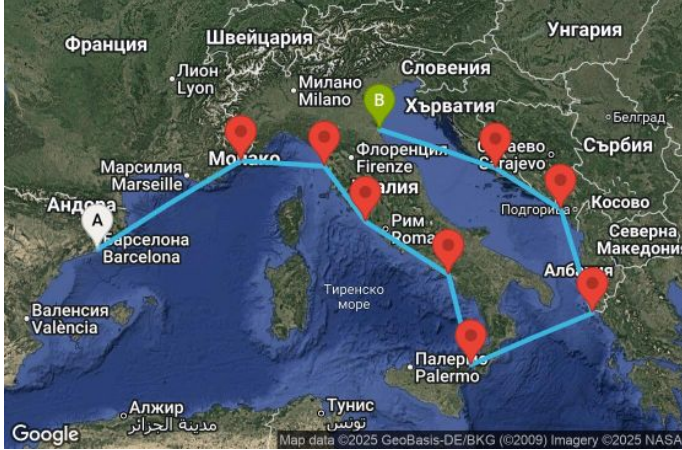 Унгария
Франция
Швейцария
Словения
Лион
Lyon
Милано
Milano
B
Хърватия
Белград
Монако
Флоренция
Firenze
Sarajevo
Сърбия
Марсилия
Marseille
Андора
A
Подгорица
Косово
Рим
Roma
Барселона
Barcelona
Северна
Македония
Албания
Тиренско
море
Валенсия
València
Палермо
Palermo
Алжир
مدينة الجزائر
Тунис
تونس
Google
Map data ©2025 GeoBasis-DE/BKG (©2009) Imagery ©2025 NASA